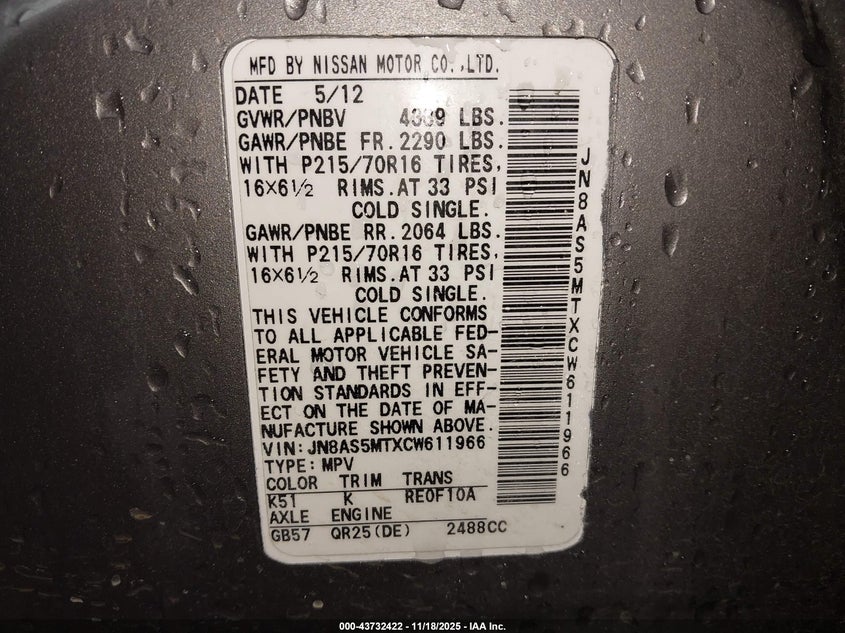 MFD BY NISSAN MOTOR CO.,LTD.
DATE 5/12
GVWR/PNBV LBS.
GAWR/PNBE FR.2290 LBS.
WITH P215/70R16 TIRES,
16×6½ RIMS.AT 33 PSI
COLD SINGLE.
GAWR/PNBE RR.2064 LBS.
WITH P215/70R16 TIRES,
16×6½ RIMS.AT 33 PSI
COLD SINGLE.
THIS VEHICLE CONFORMS
TO ALL APPLICABLE FED-
ERAL MOTOR VEHICLE SA-
FETY AND THEFT PREVEN-
TION STANDARDS IN EFF-
ECT ON THE DATE OF MA-
NUFACTURE SHOWN ABOVE.
VIN:JN8AS5MTXCW611966
TYPE:MPV
COLOR TRIM TRANS
K51 K RE0F10A
AXLE ENGINE
GB57 QR25(DE) 2488CC
JN8AS5MTXCW611966
000-43732422 - 11/18/2025 - IAA Inc.